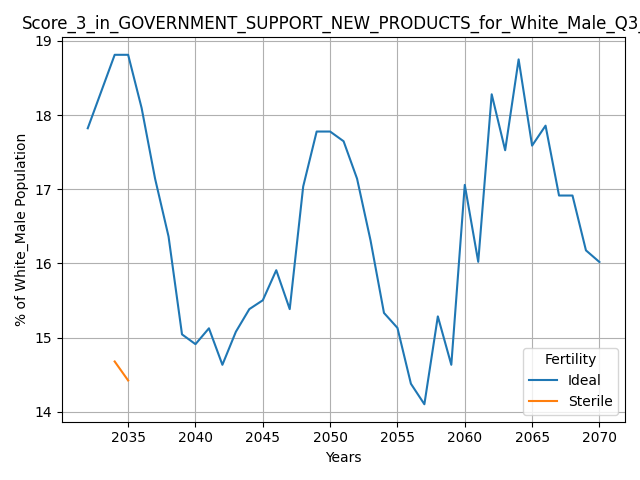 Score_3_in_GOVERNMENT_SUPPORT_NEW_PRODUCTS_for_White_Male_Q3_
19
18
17
16
15
14
% of White_Male Population
2035 2040 2045 2050 2055 2060 2065 2070
Years
Fertility
Ideal
Sterile